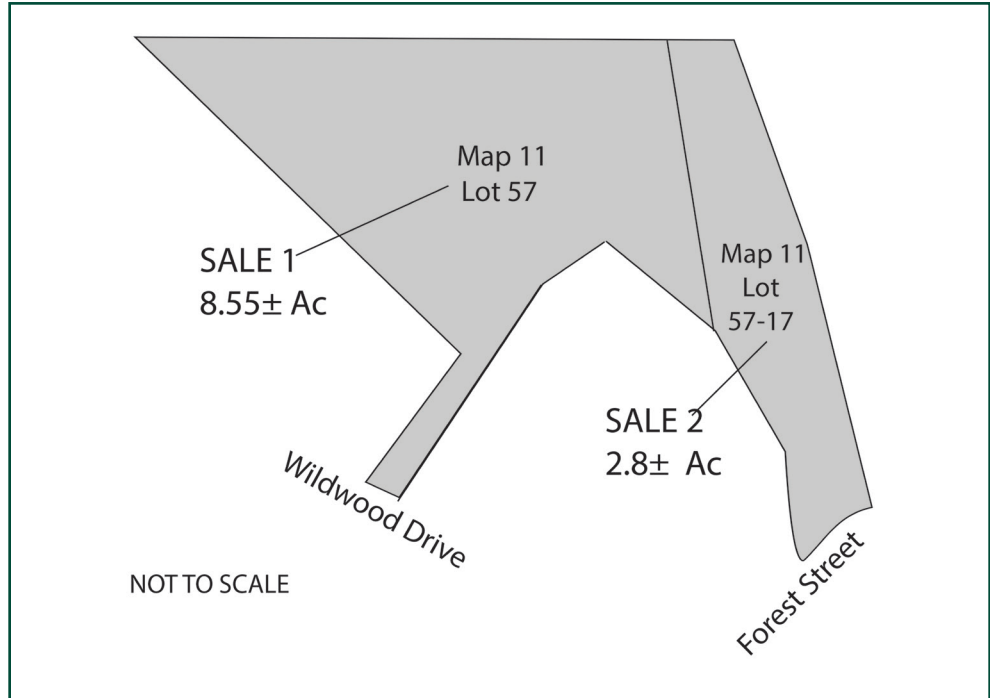 Map 11
Lot 57
SALE 1
8.55± Ac
Map 11
Lot
57-17
SALE 2
2.8± Ac
Wildwood Drive
Forest Street
NOT TO SCALE